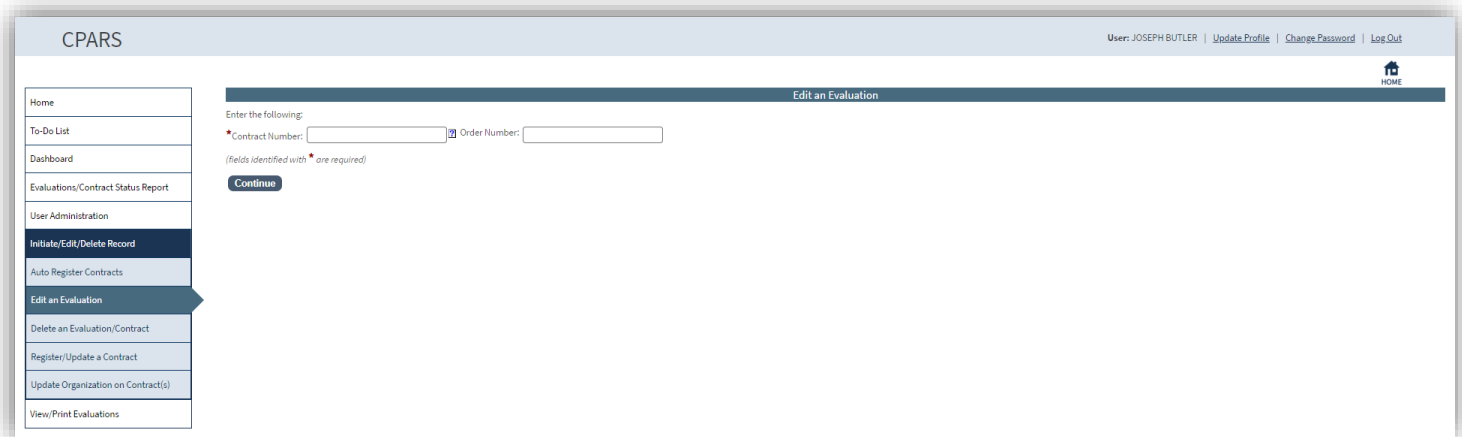 CPARS
User: JOSEPH BUTLER | Update Profile | Change Password | Log Out
HOME
Home
To-Do List
Dashboard
Evaluations/Contract Status Report
User Administration
Initiate/Edit/Delete Record
Auto Register Contracts
Edit an Evaluation
Delete an Evaluation/Contract
Register/Update a Contract
Update Organization on Contract(s)
View/Print Evaluations
Edit an Evaluation
Enter the following:
*Contract Number: ? Order Number:
(fields identified with * are required)
Continue